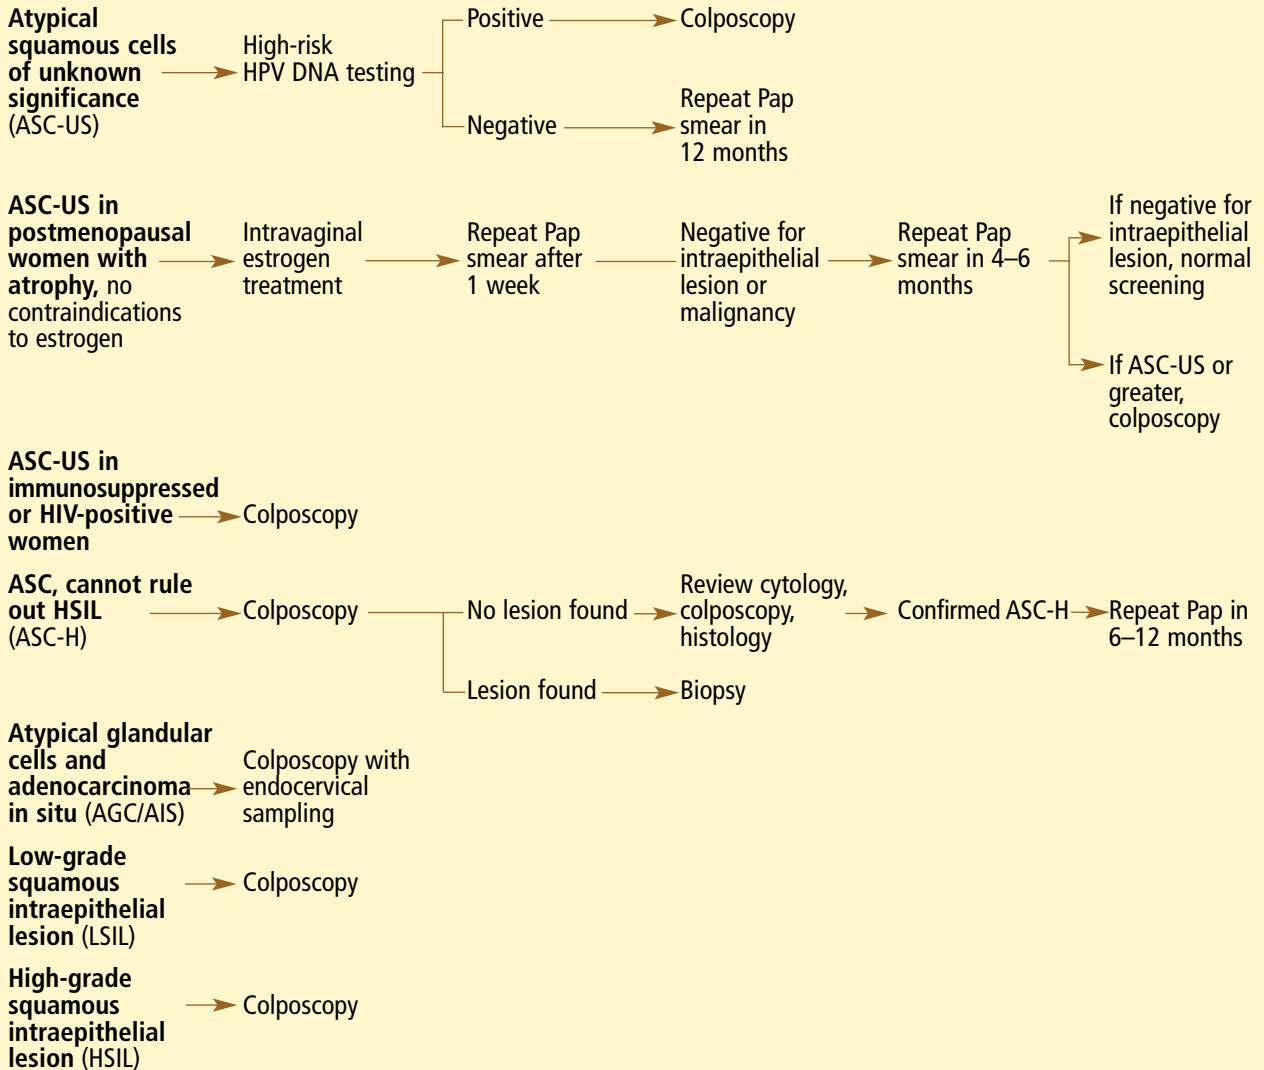 Atypical
squamous cells
of unknown
significance
(ASC-US)
High-risk
HPV DNA testing
Positive
Colposcopy
Negative
Repeat Pap
smear in
12 months
ASC-US in
postmenopausal
women with
atrophy, no
contraindications
to estrogen
Intravaginal
estrogen
treatment
Repeat Pap
smear after
1 week
Negative for
intraepithelial
lesion or
malignancy
Repeat Pap
smear in 4–6
months
If negative for
intraepithelial
lesion, normal
screening
If ASC-US or
greater,
colposcopy
ASC-US in
immunosuppressed
or HIV-positive
women
Colposcopy
ASC, cannot rule
out HSIL
(ASC-H)
Colposcopy
No lesion found
Review cytology,
colposcopy,
histology
Confirmed ASC-H
Repeat Pap in
6–12 months
Lesion found
Biopsy
Atypical glandular
cells and
adenocarcinoma
in situ (AGC/AIS)
Colposcopy with
endocervical
sampling
Low-grade
squamous
intraepithelial
lesion (LSIL)
Colposcopy
High-grade
squamous
intraepithelial
lesion (HSIL)
Colposcopy